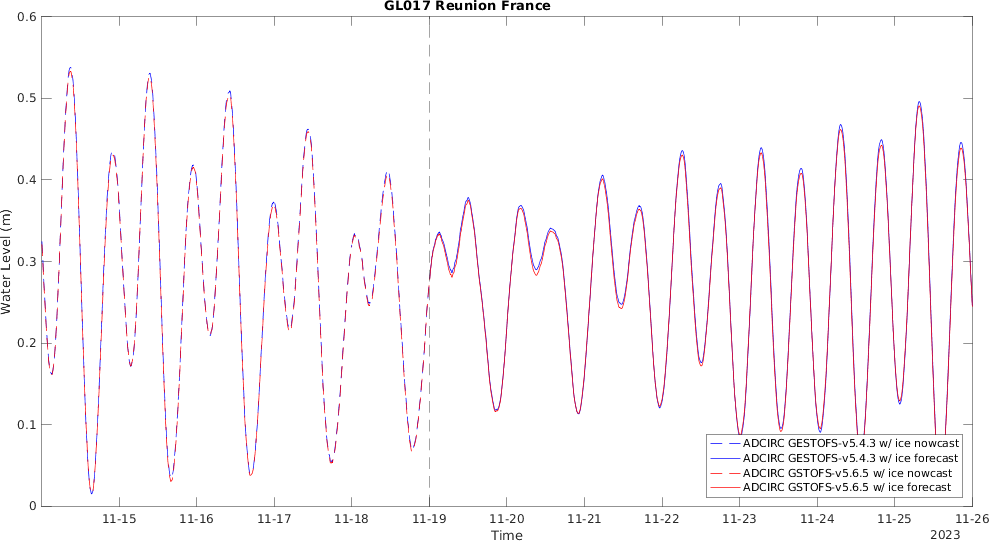 GL017 Reunion France
0.6
0.5
0.4
0.3
0.2
0.1
0
Water Level (m)
ADCIRC GESTOFS-v5.4.3 w/ ice nowcast
ADCIRC GESTOFS-v5.4.3 w/ ice forecast
ADCIRC GSTOFS-v5.6.5 w/ ice nowcast
ADCIRC GSTOFS-v5.6.5 w/ ice forecast
11-15 11-16 11-17 11-18 11-19 11-20 11-21 11-22 11-23 11-24 11-25 11-26
Time
2023